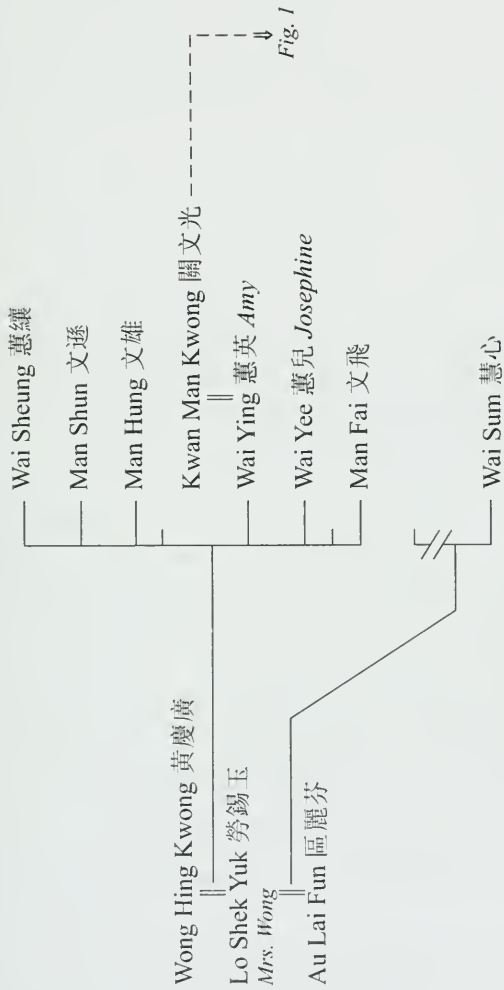 Wong Hing Kwong 黃慶廣
Lo Shek Yuk 勞錫玉
Mrs. Wong
Au Lai Fun 區麗芬
Wai Sheung 蕙纕
Man Shun 文遜
Man Hung 文雄
Kwan Man Kwong 關文光
Wai Ying 蕙英 Amy
Wai Yee 蕙兒 Josephine
Man Fai 文飛
Wai Sum 慧心
Fig. 1